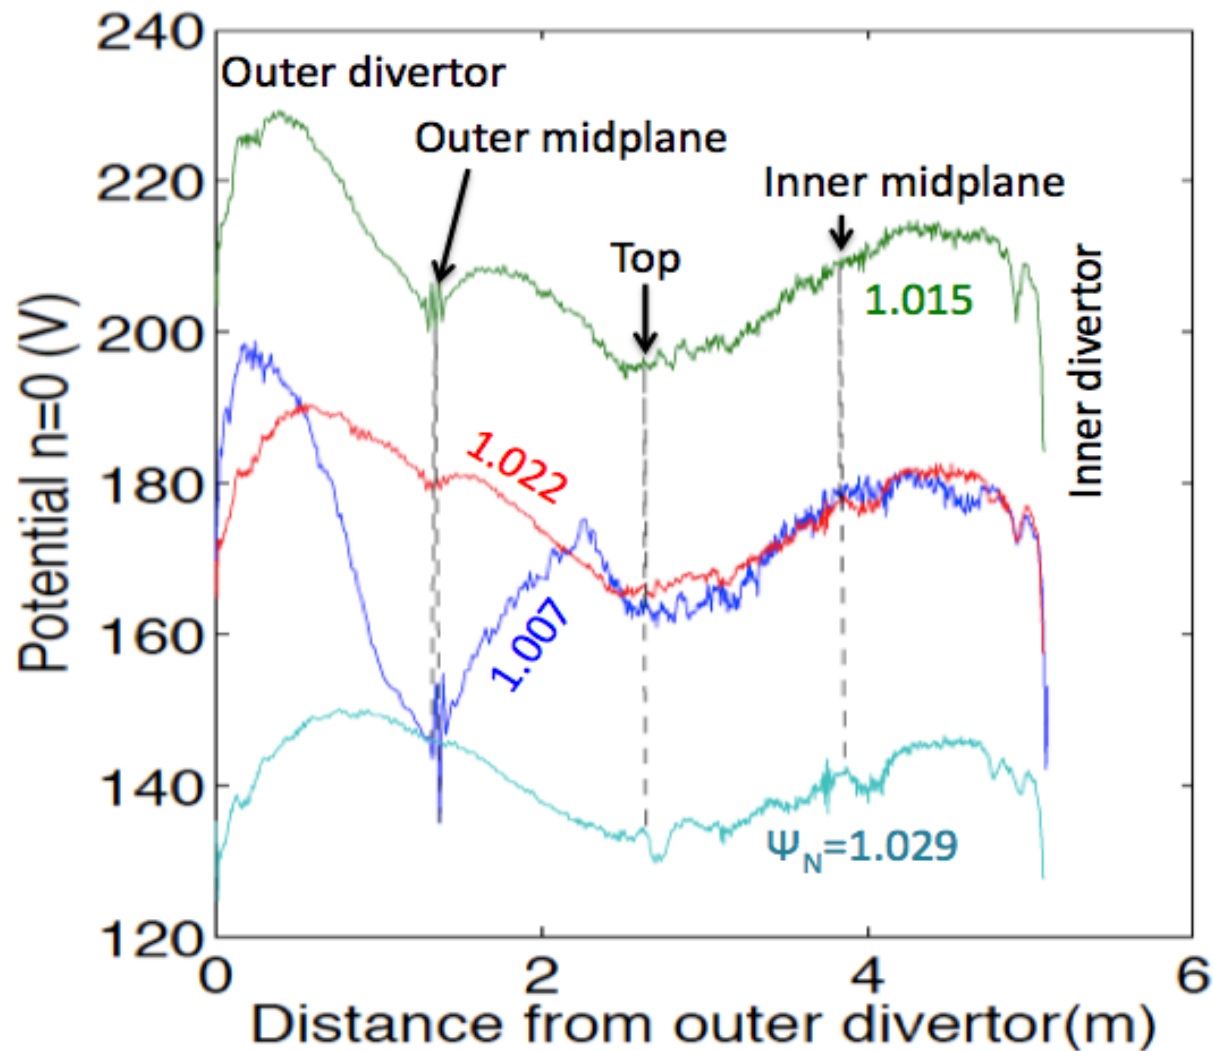 240
220
200
180
160
140
120
Potential n=0 (V)
Outer divertor
Outer midplane
Top
Inner midplane
Inner divertor
1.015
1.022
1.007
Ψ_N=1.029
0
2
4
6
Distance from outer divertor(m)